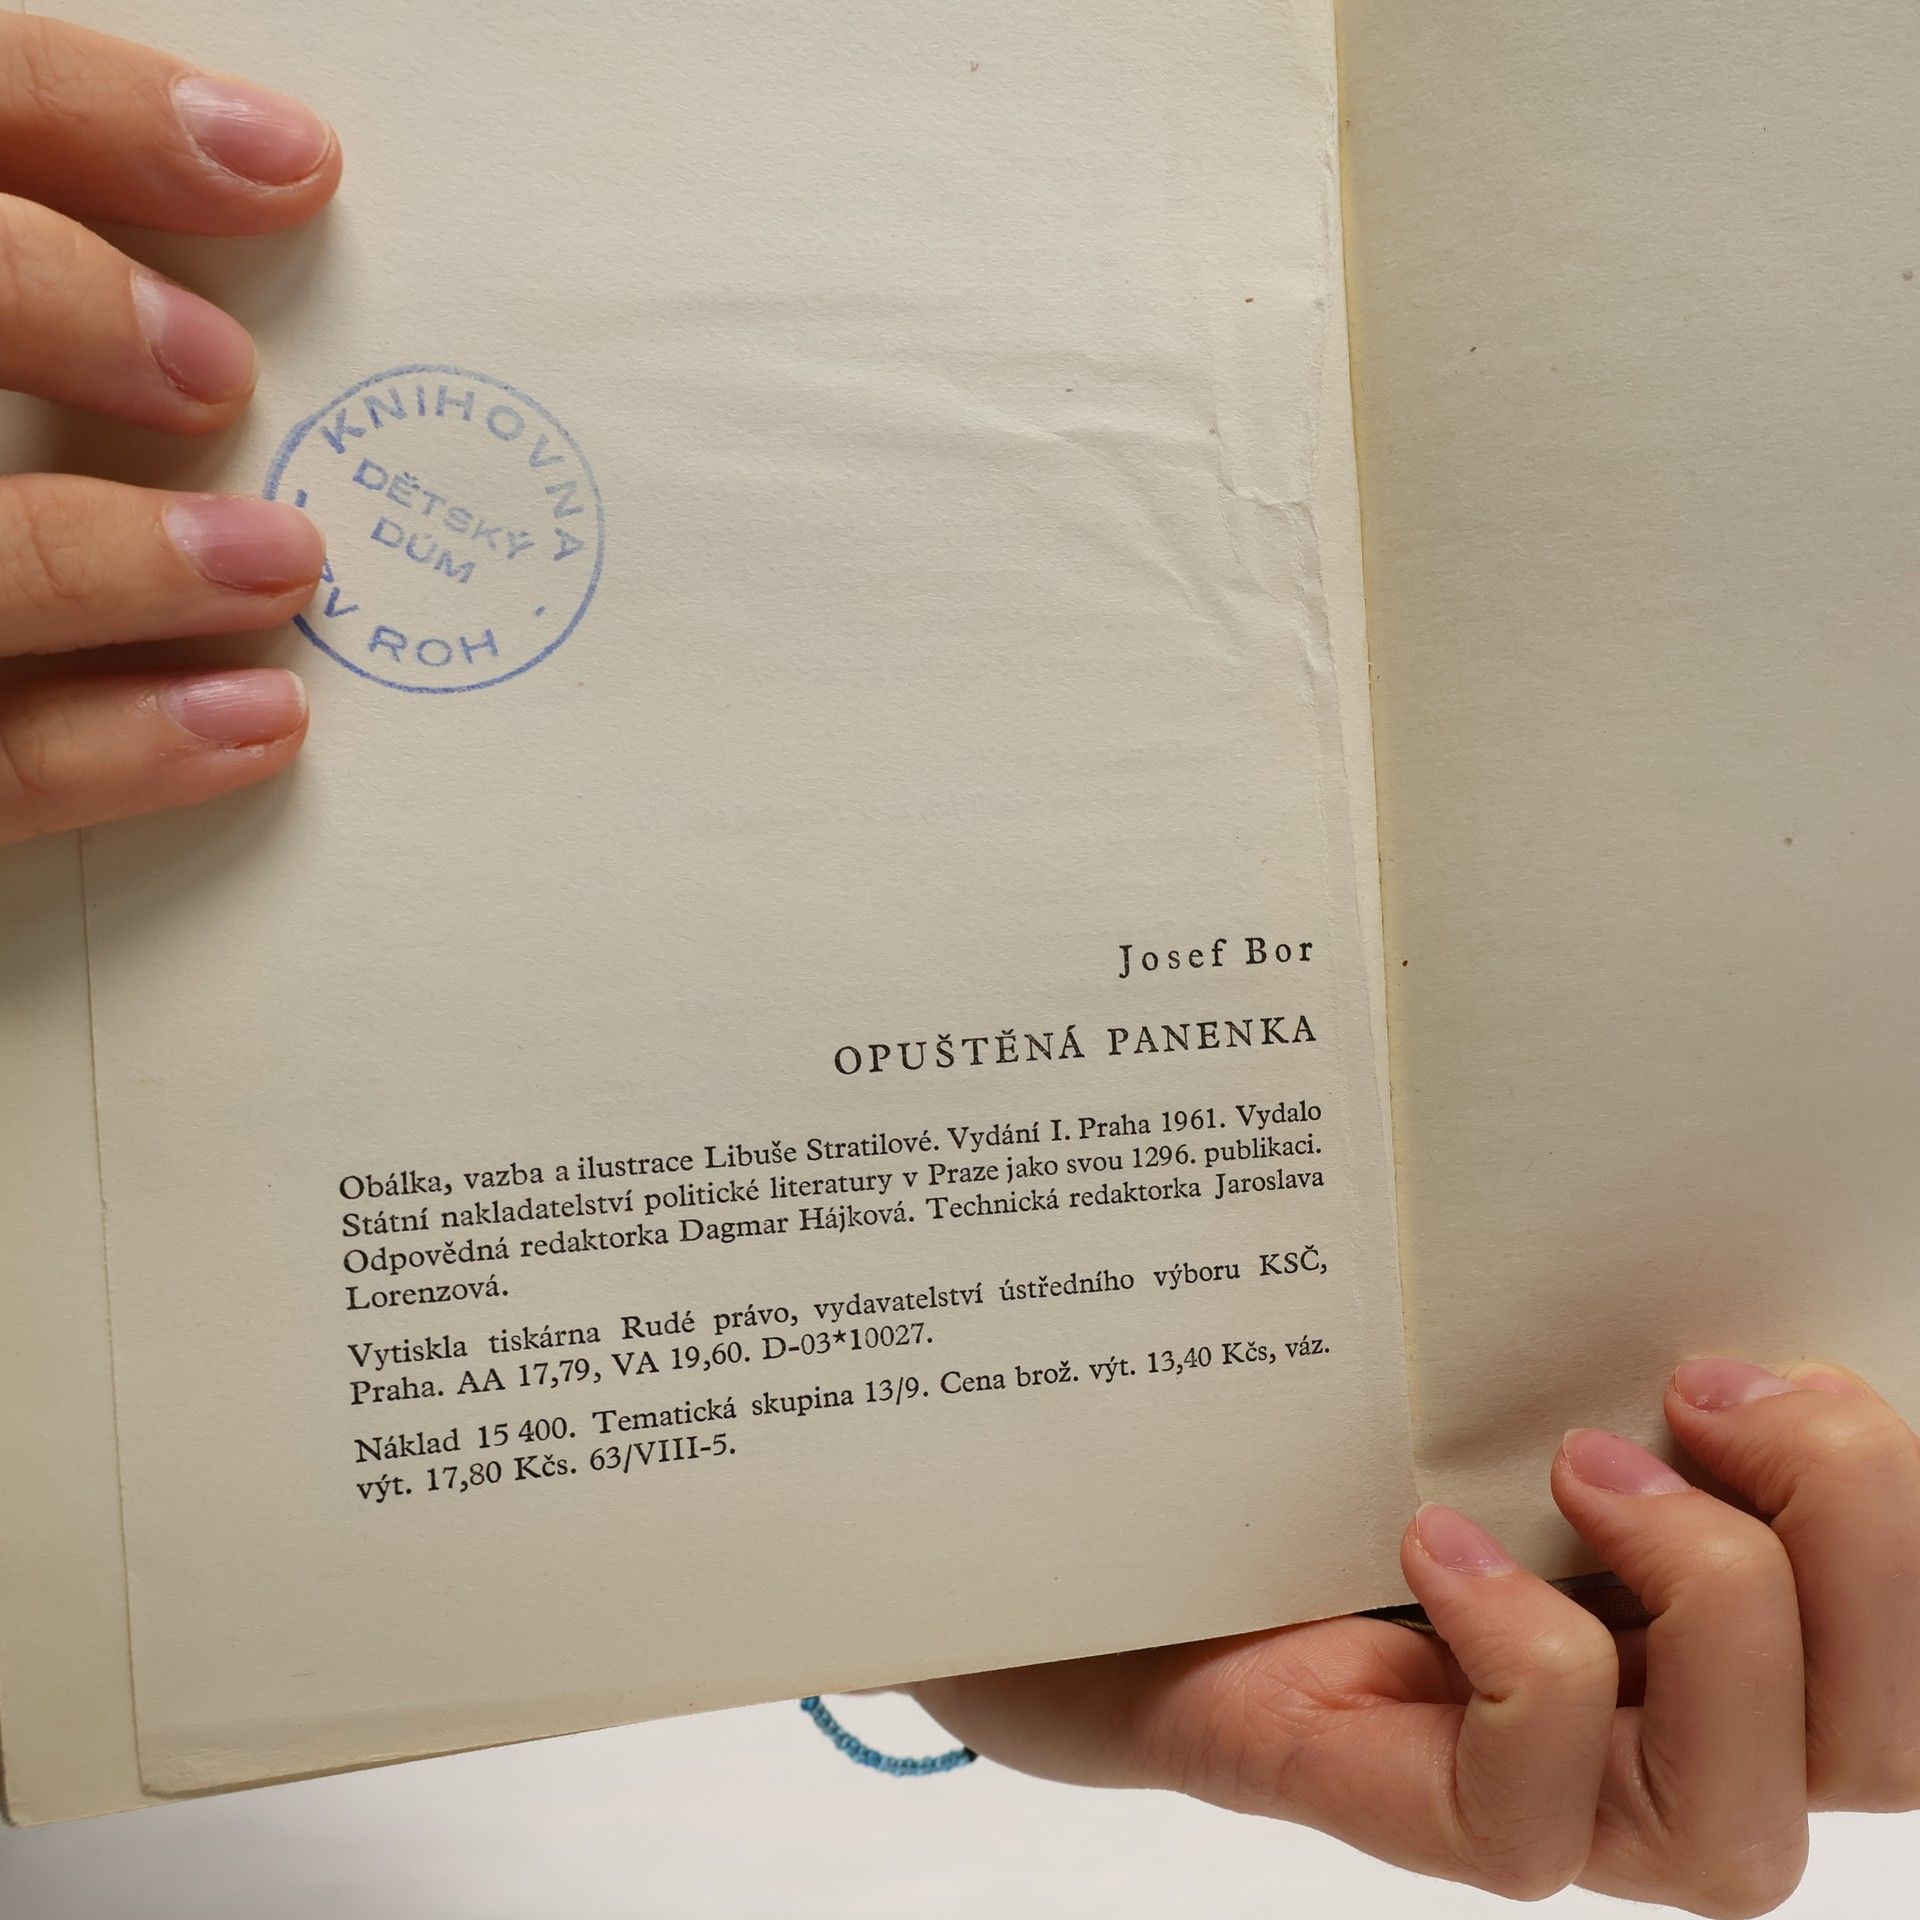 KNIHOVNA
DĚTSKÝ
DŮM
ROH
Josef Bor
OPUŠTĚNÁ PANENKA
Obálka, vazba a ilustrace Libuše Stratilové. Vydání I. Praha 1961. Vydalo
Státní nakladatelství politické literatury v Praze jako svou 1296. publikaci.
Odpovědná redaktorka Dagmar Hájková. Technická redaktorka Jaroslava
Lorenzová.
Vytiskla tiskárna Rudé právo, vydavatelství ústředního výboru KSČ,
Praha. AA 17,79, VA 19,60. D-03*10027.
Náklad 15 400. Tematická skupina 13/9. Cena brož. výt. 13,40 Kčs, váz.
výt. 17,80 Kčs. 63/VIII-5.